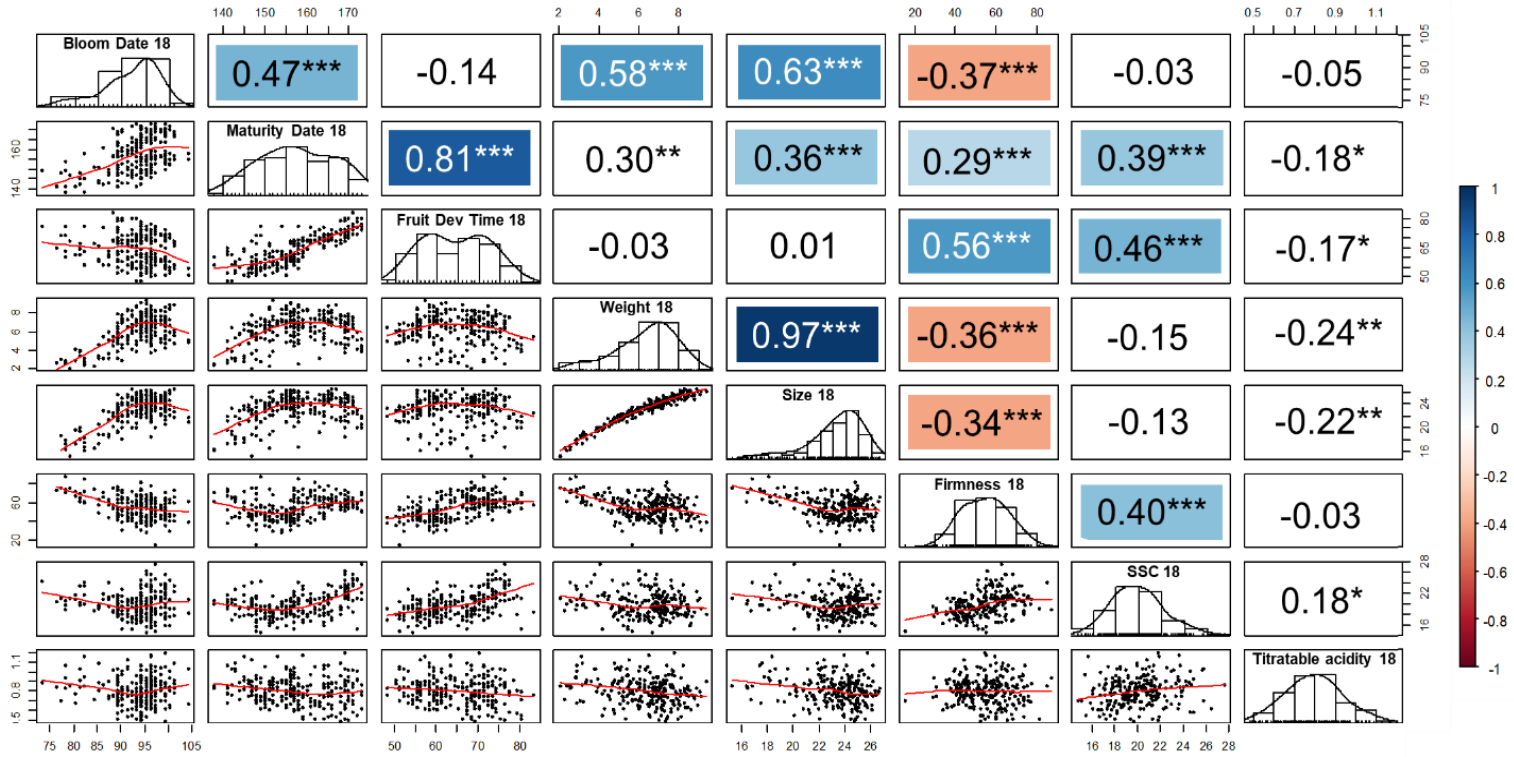 140 150 160 170 2 4 6 8 20 40 60 80 0.5 0.7 0.9 1.1
Bloom Date 18 0.47*** -0.14 0.58*** 0.63*** -0.37*** -0.03 -0.05 75 90 105
140 160 Maturity Date 18 0.81*** 0.30** 0.36*** 0.29*** 0.39*** -0.18*
Fruit Dev Time 18 -0.03 0.01 0.56*** 0.46*** -0.17* 50 65 80
2 4 6 8 Weight 18 0.97*** -0.36*** -0.15 -0.24**
Size 18 -0.34*** -0.13 -0.22** 16 20 24
20 60 Firmness 18 0.40*** -0.03
SSC 18 0.18* 16 22 28
.5 0.8 1.1 Titratable acidity 18
75 80 85 90 95 105 50 60 70 80 16 18 20 22 24 26 16 18 20 22 24 26 28
1
0.8
0.6
0.4
0.2
0
-0.2
-0.4
-0.6
-0.8
-1